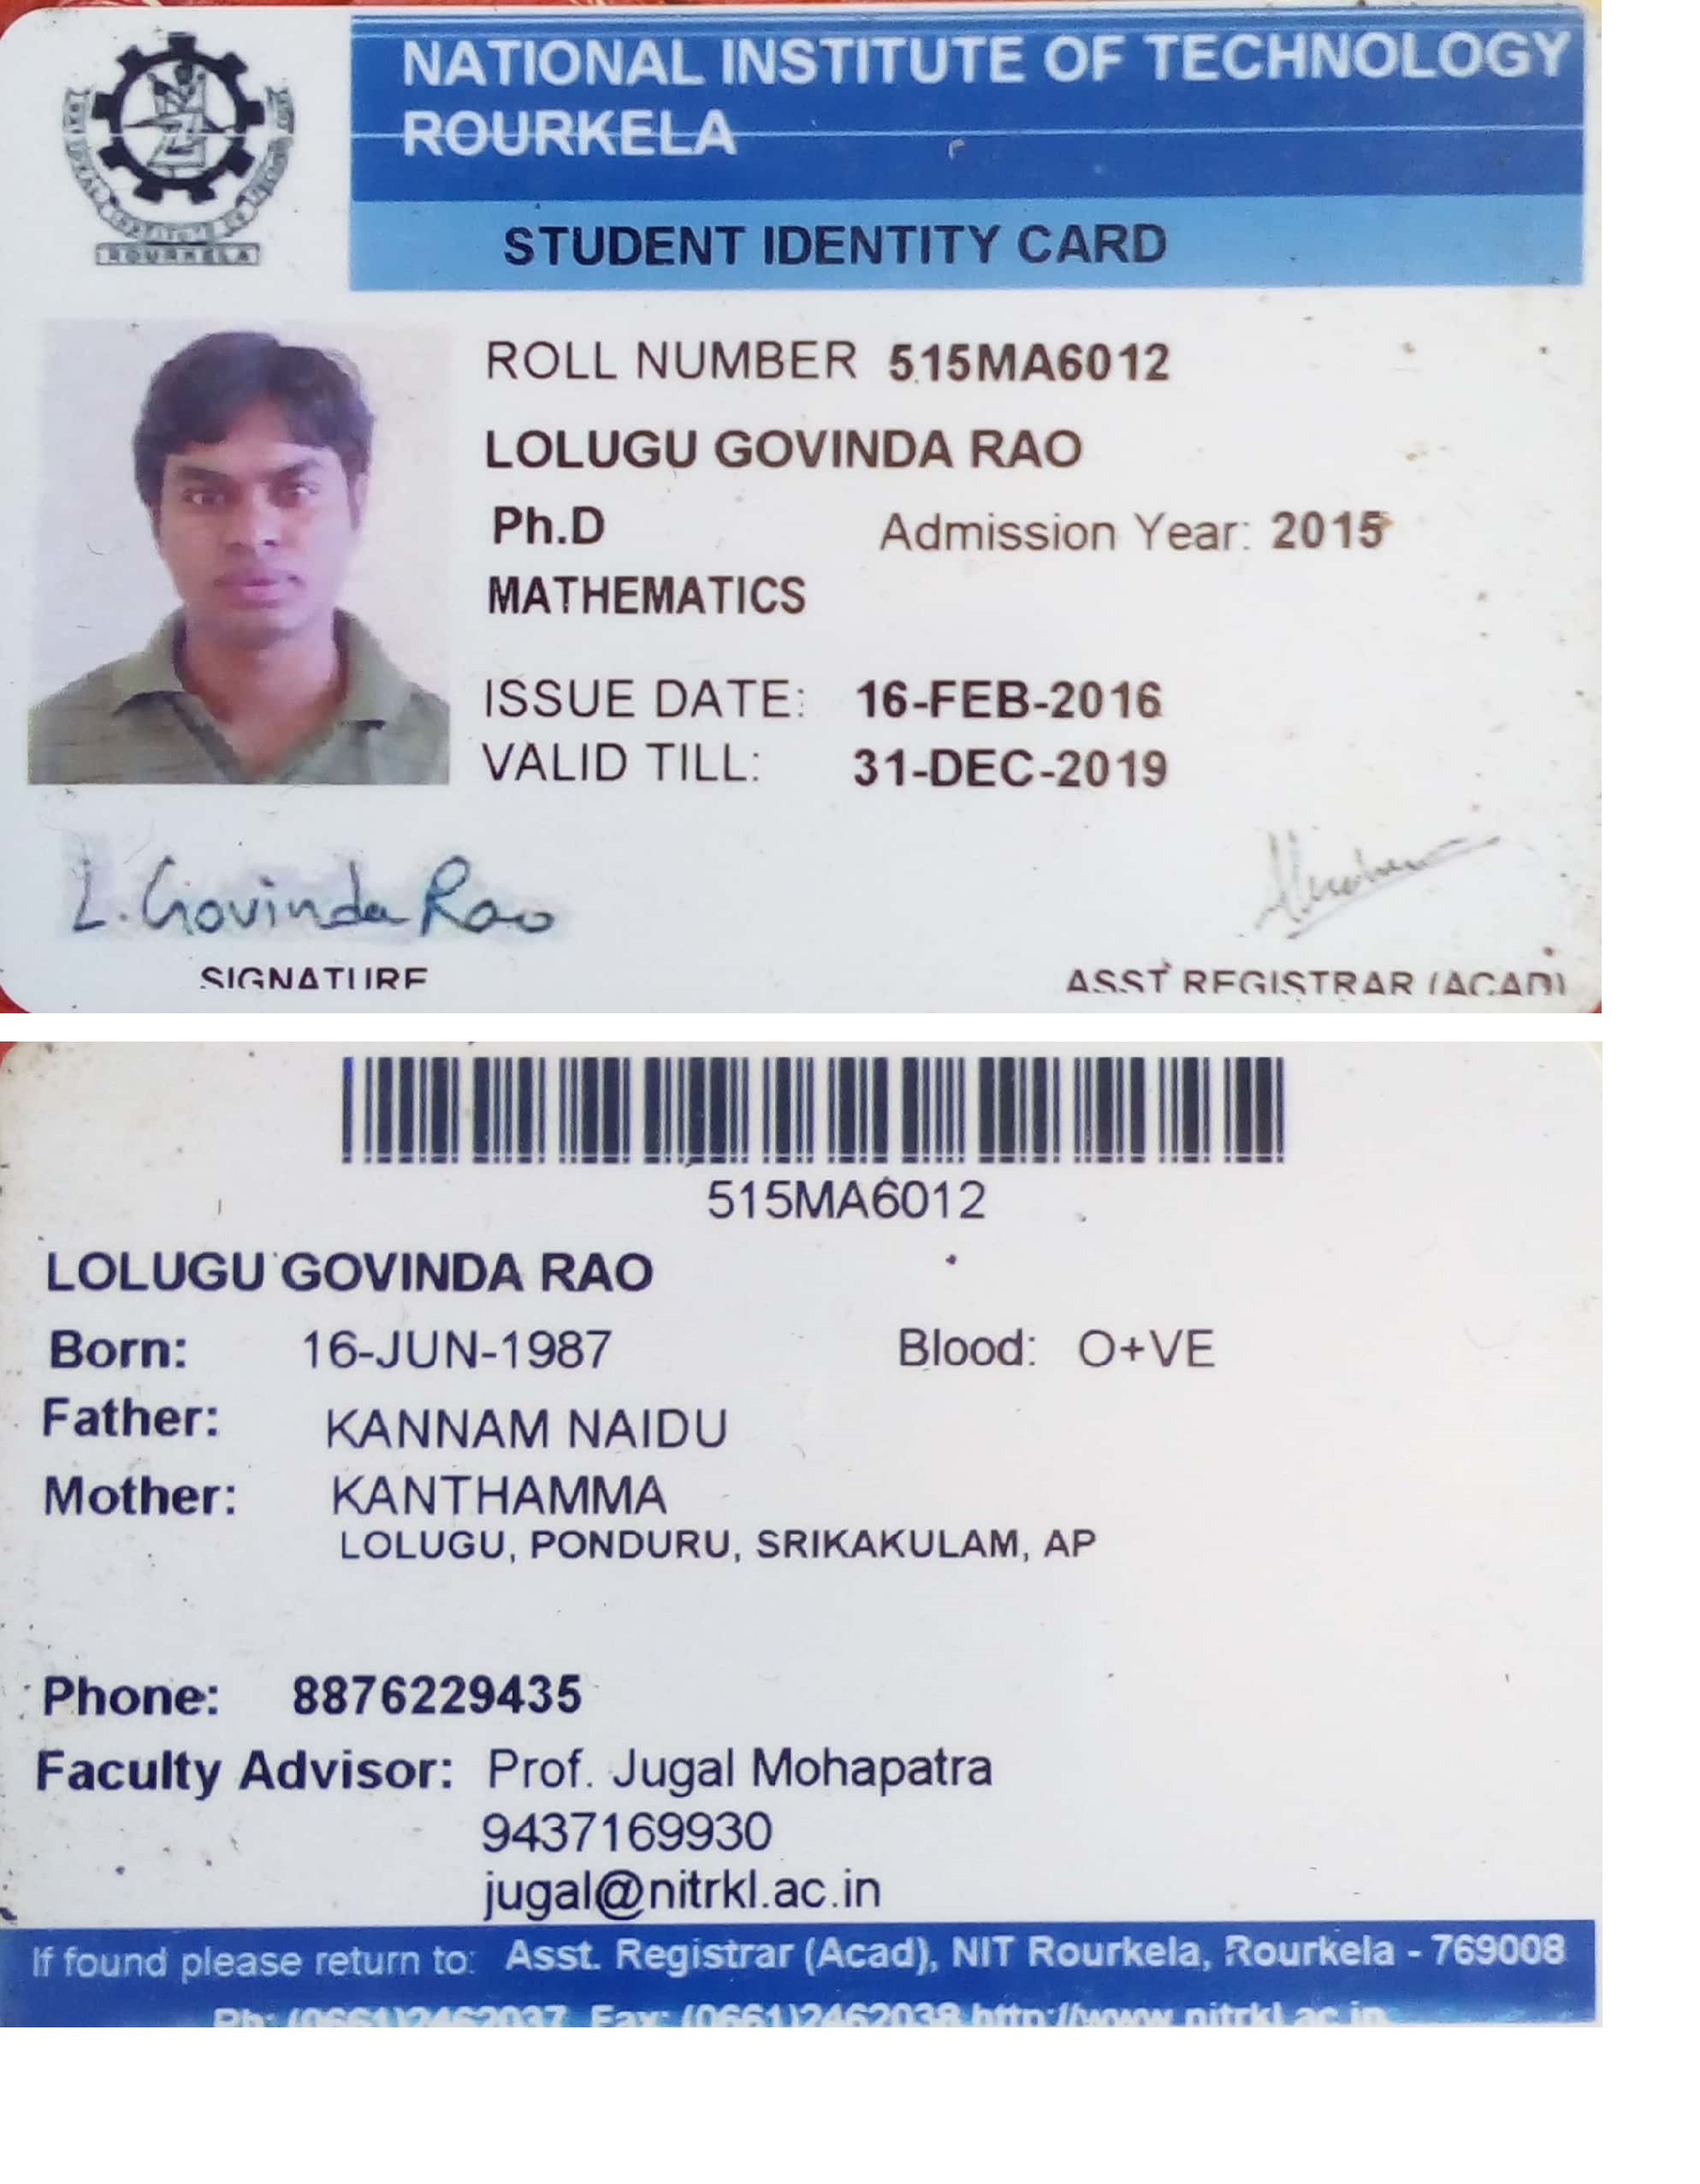 NATIONAL INSTITUTE OF TECHNOLOGY
ROURKELA
ROURKELA
STUDENT IDENTITY CARD
ROLL NUMBER 515MA6012
LOLUGU GOVINDA RAO
Ph.D Admission Year: 2015
MATHEMATICS
ISSUE DATE: 16-FEB-2016
VALID TILL: 31-DEC-2019
L. Govinda Rao
SIGNATURE
ASST REGISTRAR (ACAD)
515MA6012
LOLUGU GOVINDA RAO
Born: 16-JUN-1987 Blood: O+VE
Father: KANNAM NAIDU
Mother: KANTHAMMA
LOLUGU, PONDURU, SRIKAKULAM, AP
Phone: 8876229435
Faculty Advisor: Prof. Jugal Mohapatra
9437169930
jugal@nitrkl.ac.in
If found please return to: Asst. Registrar (Acad), NIT Rourkela, Rourkela - 769008
Ph: (0661)2462037 Fax: (0661)2462038 http://www.nitrkl.ac.in